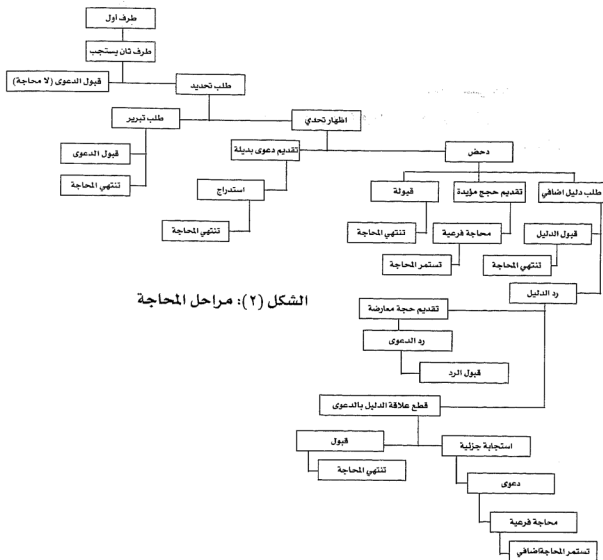 طرف أول
طرف ثان يستجب
قبول الدعوى (لا محاجة)
طلب تحديد
طلب تبرير
اظهار تحدي
قبول الدعوى
تنتهي المحاجة
تقديم دعوى بديلة
استدراج
تنتهي المحاجة
دحض
قبولة
تنتهي المحاجة
تقديم حجج مؤيدة
محاجة فرعية
تستمر المحاجة
طلب دليل اضافي
قبول الدليل
تنتهي المحاجة
رد الدليل
الشكل (٢): مراحل المحاجة
تقديم حجة معارضة
رد الدعوى
قبول الرد
قطع علاقة الدليل بالدعوى
قبول
تنتهي المحاجة
استجابة جزلية
دعوى
محاجة فرعية
تستمر المحاجةاضافي